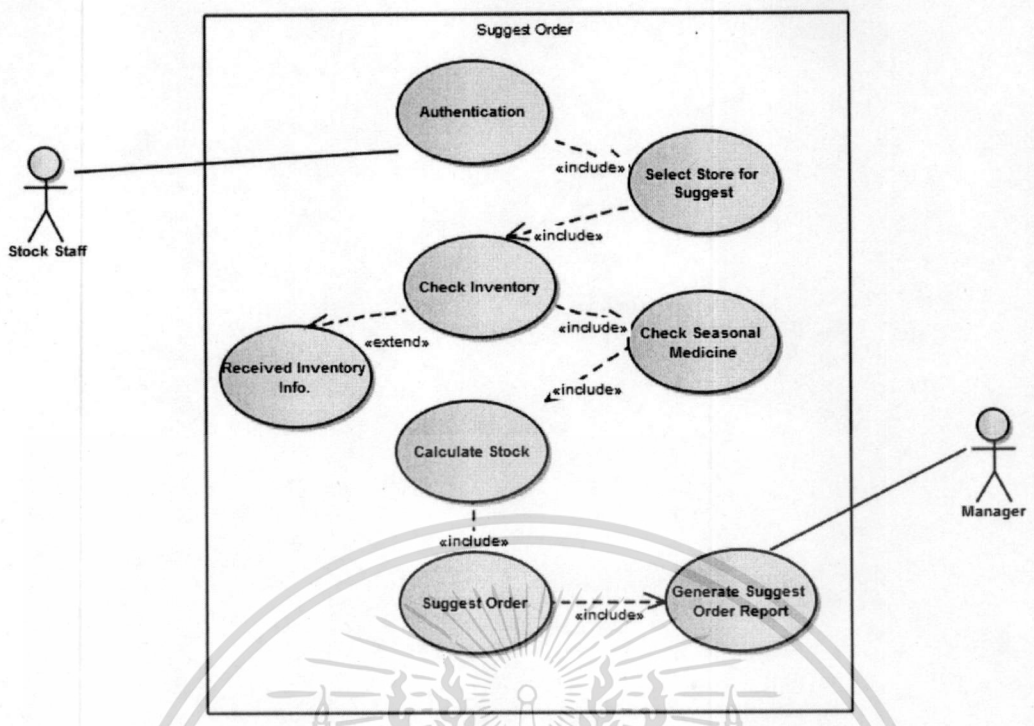 Suggest Order
Authentication
«include»
Select Store for
Suggest
Stock Staff
«include»
Check Inventory
«include»
Check Seasonal
Medicine
«extend»
Received Inventory
Info.
«include»
Calculate Stock
Manager
«include»
Suggest Order
«include»
Generate Suggest
Order Report